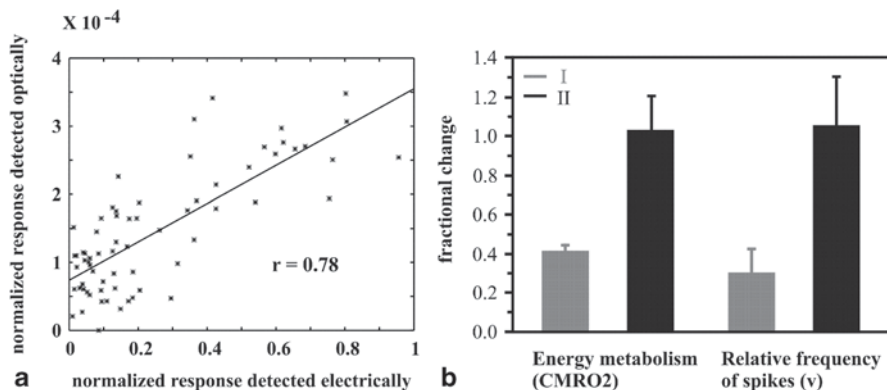 X 10⁻⁴
normalized response detected optically
4
3
2
1
0
0 0.2 0.4 0.6 0.8 1
r = 0.78
normalized response detected electrically
a
fractional change
1.4
1.2
1.0
0.8
0.6
0.4
0.2
0.0
I
II
Energy metabolism
(CMRO2)
Relative frequency
of spikes (v)
b